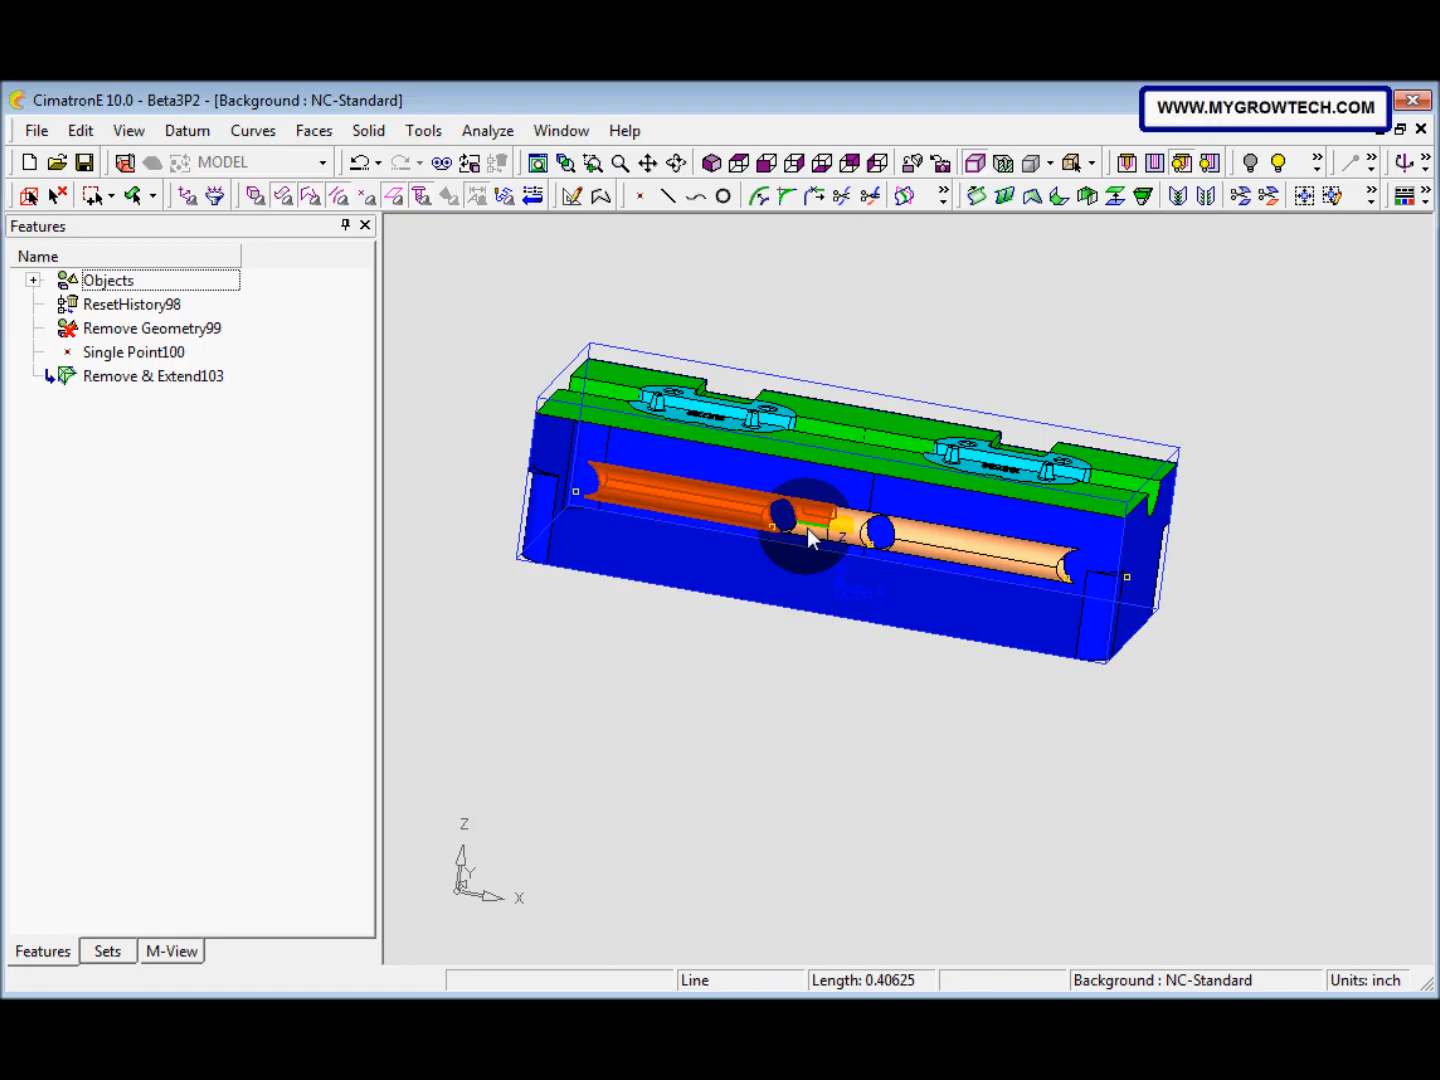 CimatronE 10.0 - Beta3P2 - [Background : NC-Standard]
WWW.MYGROWTECH.COM
File Edit View Datum Curves Faces Solid Tools Analyze Window Help
MODEL
Features
Name
Objects
ResetHistory98
Remove Geometry99
Single Point100
Remove & Extend103
Z
Z
Y
X
Features Sets M-View
Line Length: 0.40625 Background : NC-Standard Units: inch